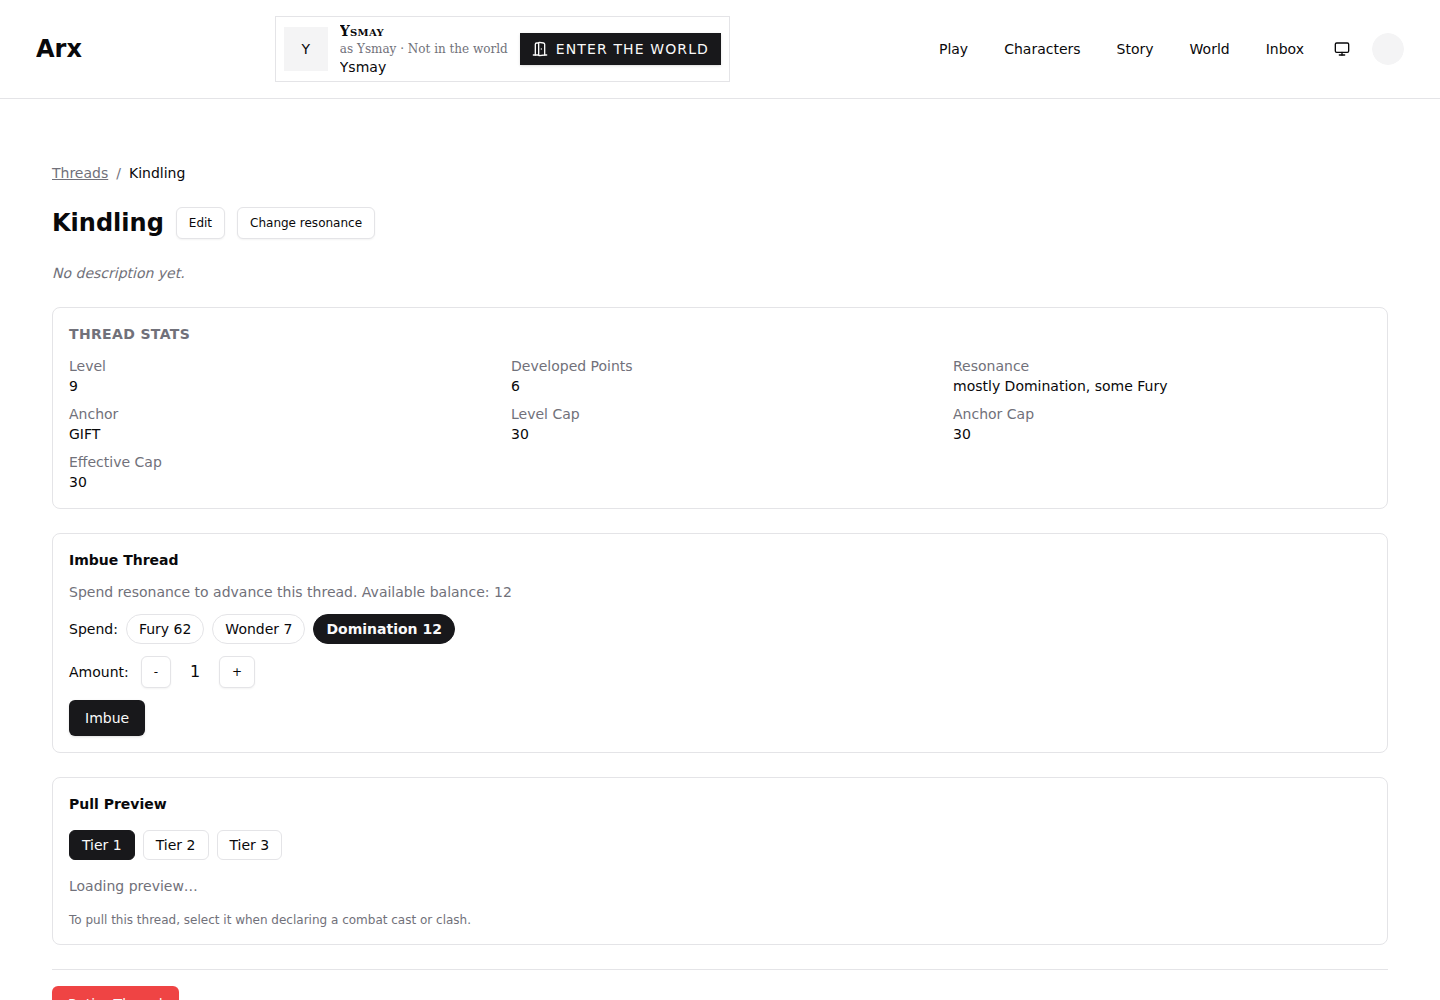 Arx
Y
Ysmay
as Ysmay · Not in the world
Ysmay
ENTER THE WORLD
Play
Characters
Story
World
Inbox
Threads / Kindling
Kindling
Edit
Change resonance
No description yet.
THREAD STATS
Level
9
Developed Points
6
Resonance
mostly Domination, some Fury
Anchor
GIFT
Level Cap
30
Anchor Cap
30
Effective Cap
30
Imbue Thread
Spend resonance to advance this thread. Available balance: 12
Spend: Fury 62 Wonder 7 Domination 12
Amount: - 1 +
Imbue
Pull Preview
Tier 1 Tier 2 Tier 3
Loading preview…
To pull this thread, select it when declaring a combat cast or clash.